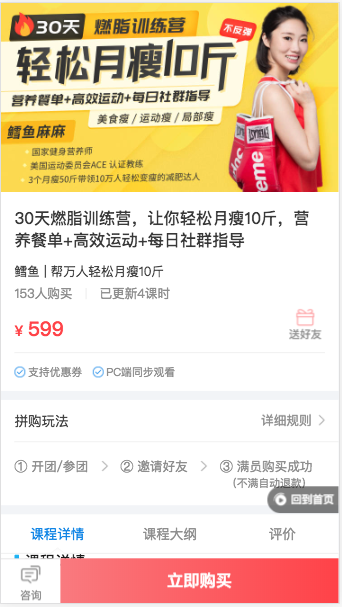 30天 燃脂训练营
不反弹
轻松月瘦10斤
营养餐单+高效运动+每日社群指导
美食瘦 / 运动瘦 / 局部瘦
鳕鱼麻麻
· 国家健身营养师
· 美国运动委员会ACE 认证教练
· 3个月瘦50斤带领10万人轻松变瘦的减肥达人
EVERLAST
Supreme
30天燃脂训练营，让你轻松月瘦10斤，营
养餐单+高效运动+每日社群指导
鳕鱼 | 帮万人轻松月瘦10斤
153人购买 | 已更新4课时
¥ 599
送好友
支持优惠券 PC端同步观看
拼购玩法 详细规则
① 开团/参团 ② 邀请好友 ③ 满员购买成功
(不满自动退款)
回到首页
课程详情 课程大纲 评价
课程详情
咨询 立即购买